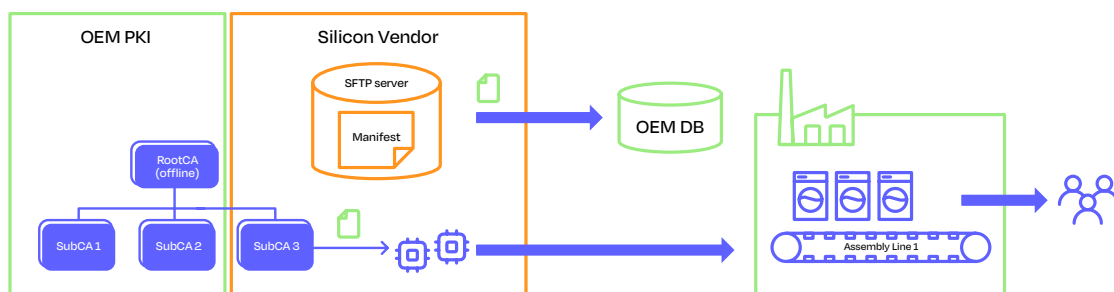 OEM PKI
Silicon Vendor
SFTP server
Manifest
OEM DB
RootCA
(offline)
SubCA 1
SubCA 2
SubCA 3
Assembly Line 1